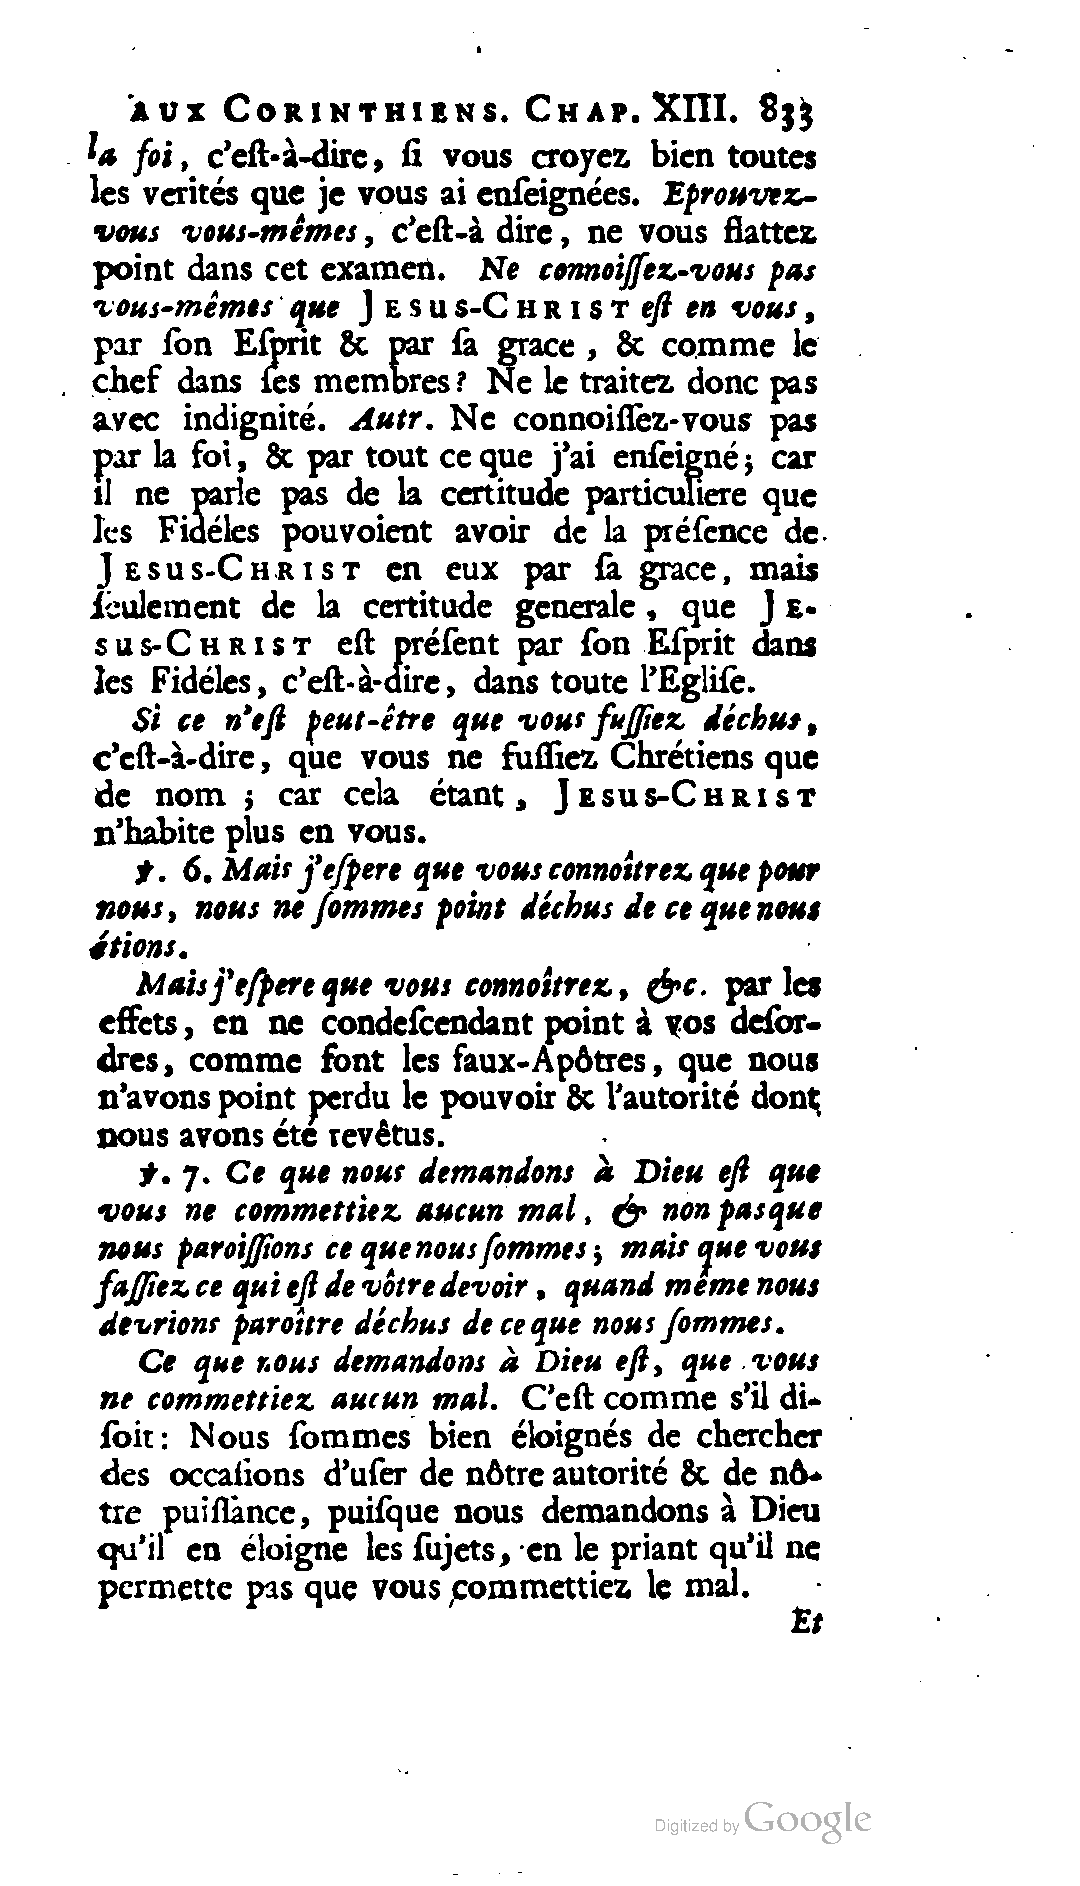 AUX CORINTHIENS. CHAP. XIII. 833
la foi, c'eſt-à-dire, ſi vous croyez bien toutes
les verités que je vous ai enſeignées. Eprouvez-
vous vous-mêmes, c'eſt-à dire, ne vous flattez
point dans cet examen. Ne connoiſſez-vous pas
vous-mêmes que JESUS-CHRIST eſt en vous,
par ſon Eſprit & par ſa grace, & comme le
chef dans ſes membres? Ne le traitez donc pas
avec indignité. Autr. Ne connoiſſez-vous pas
par la foi, & par tout ce que j'ai enſeigné; car
il ne parle pas de la certitude particuliere que
les Fidéles pouvoient avoir de la préſence de
JESUS-CHRIST en eux par ſa grace, mais
ſeulement de la certitude generale, que JE-
SUS-CHRIST eſt préſent par ſon Eſprit dans
les Fidéles, c'eſt-à-dire, dans toute l'Egliſe.
Si ce n'eſt peut-être que vous fuſſiez déchus,
c'eſt-à-dire, que vous ne fuſſiez Chrétiens que
de nom; car cela étant, JESUS-CHRIST
n'habite plus en vous.
℣. 6. Mais j'eſpere que vous connoîtrez que pour
nous, nous ne ſommes point déchus de ce que nous
étions.
Mais j'eſpere que vous connoîtrez, &c. par les
effets, en ne condeſcendant point à vos deſor-
dres, comme font les faux-Apôtres, que nous
n'avons point perdu le pouvoir & l'autorité dont
nous avons été revêtus.
℣. 7. Ce que nous demandons à Dieu eſt que
vous ne commettiez aucun mal, & non pas que
nous paroiſſions ce que nous ſommes; mais que vous
faſſiez ce qui eſt de vôtre devoir, quand même nous
devrions paroître déchus de ce que nous ſommes.
Ce que nous demandons à Dieu eſt, que vous
ne commettiez aucun mal. C'eſt comme s'il di-
ſoit: Nous ſommes bien éloignés de chercher
des occaſions d'uſer de nôtre autorité & de nô-
tre puiſſance, puiſque nous demandons à Dieu
qu'il en éloigne les ſujets, en le priant qu'il ne
permette pas que vous commettiez le mal.
Et
Digitized by Google